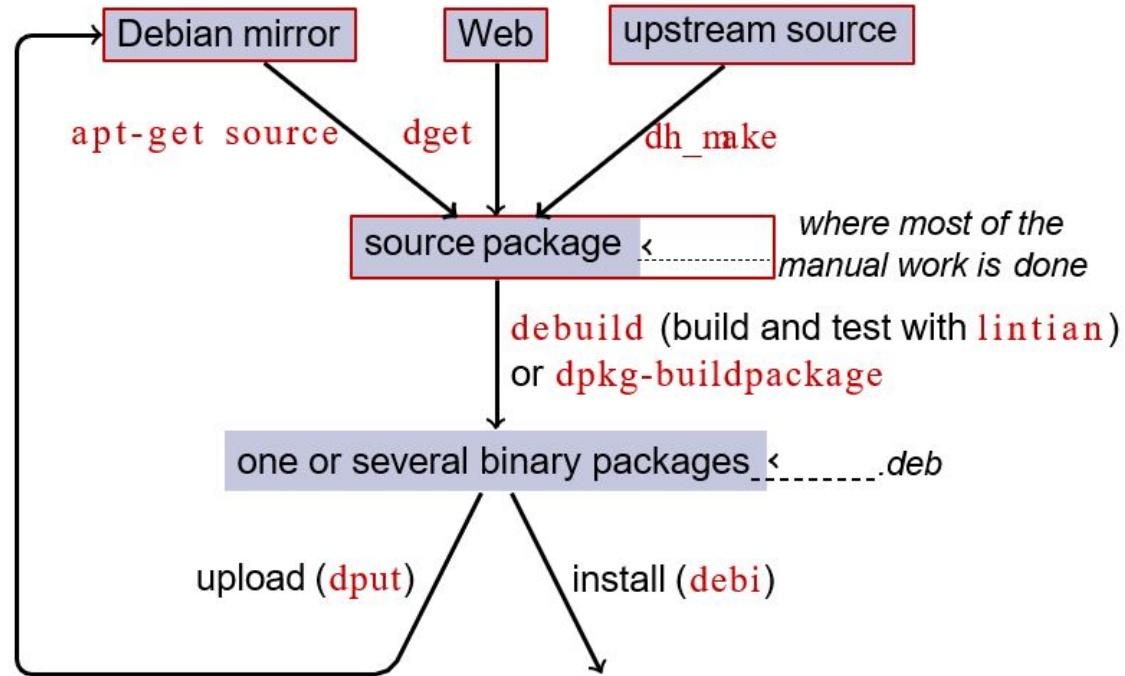 Debian mirror
Web
upstream source
apt-get source
dget
dh_make
source package
where most of the
manual work is done
debuild (build and test with lintian)
or dpkg-buildpackage
one or several binary packages
.deb
upload (dput)
install (debi)